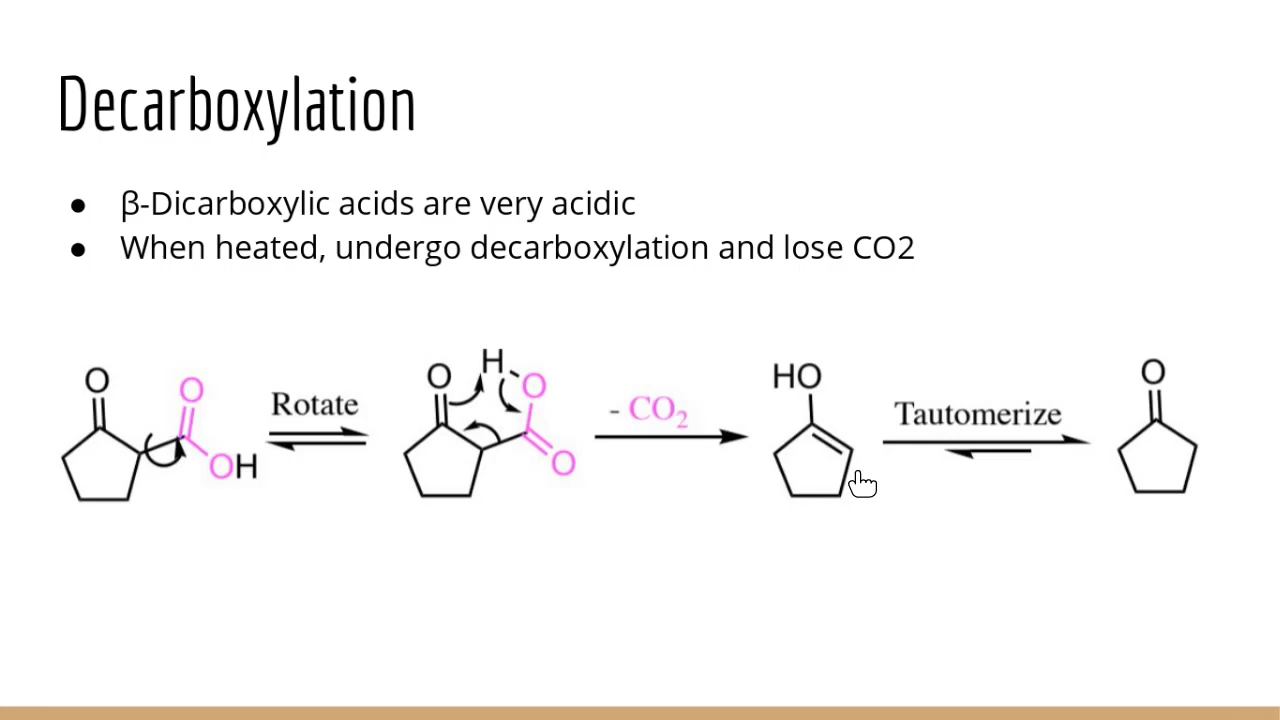 Decarboxylation
● β-Dicarboxylic acids are very acidic
● When heated, undergo decarboxylation and lose CO2
O O OH
Rotate
O H O O
- CO₂
HO
Tautomerize
O